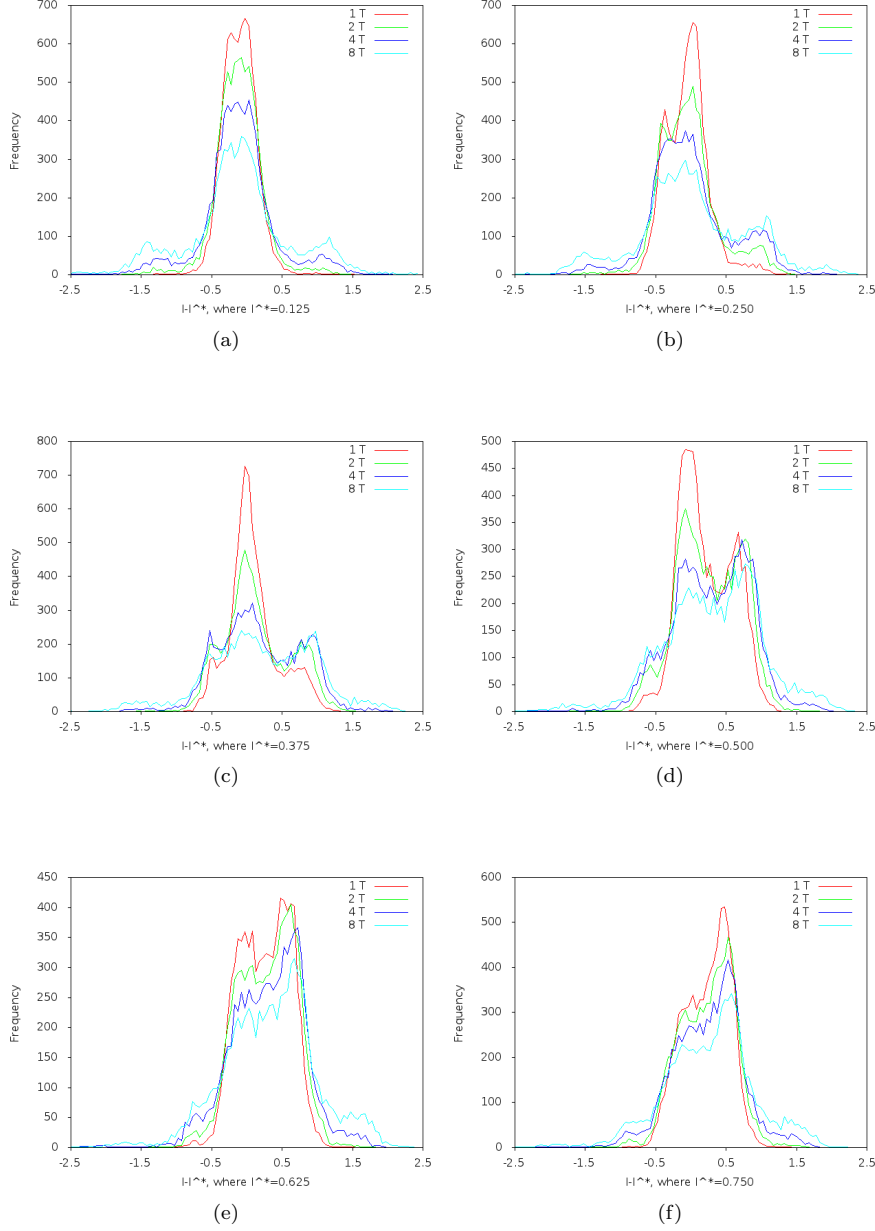 700
600
500
400
300
200
100
0
Frequency
-2.5 -1.5 -0.5 0.5 1.5 2.5
I-I^*, where I^*=0.125
1 T
2 T
4 T
8 T
(a)
700
600
500
400
300
200
100
0
Frequency
-2.5 -1.5 -0.5 0.5 1.5 2.5
I-I^*, where I^*=0.250
1 T
2 T
4 T
8 T
(b)
800
700
600
500
400
300
200
100
0
Frequency
-2.5 -1.5 -0.5 0.5 1.5 2.5
I-I^*, where I^*=0.375
1 T
2 T
4 T
8 T
(c)
500
450
400
350
300
250
200
150
100
50
0
Frequency
-2.5 -1.5 -0.5 0.5 1.5 2.5
I-I^*, where I^*=0.500
1 T
2 T
4 T
8 T
(d)
450
400
350
300
250
200
150
100
50
0
Frequency
-2.5 -1.5 -0.5 0.5 1.5 2.5
I-I^*, where I^*=0.625
1 T
2 T
4 T
8 T
(e)
600
500
400
300
200
100
0
Frequency
-2.5 -1.5 -0.5 0.5 1.5 2.5
I-I^*, where I^*=0.750
1 T
2 T
4 T
8 T
(f)